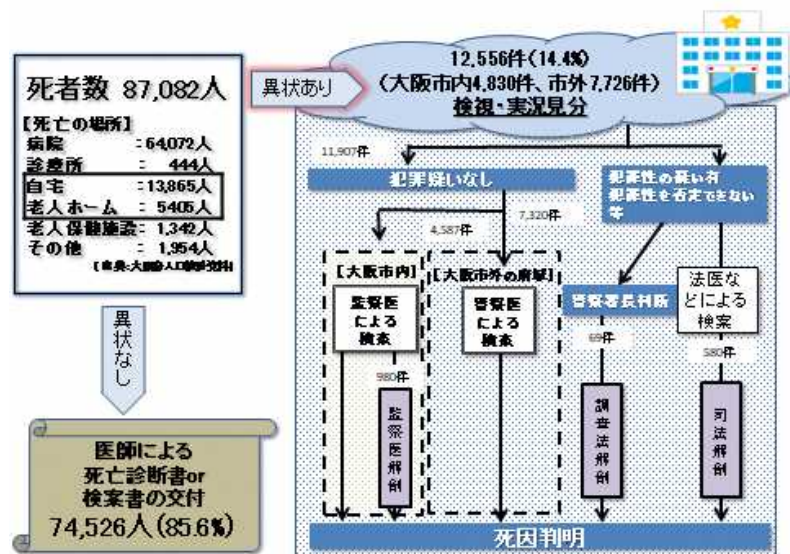 死者数 87,082人
【死亡の場所】
病院 :64,072人
診療所 : 444人
自宅 :13,865人
老人ホーム : 5405人
老人保健施設: 1,342人
その他 : 1,954人
異状あり
12,556件(14.4%)
(大阪市内4,830件、市外7,726件)
検視・実況見分
11,907件
犯罪疑いなし
犯罪性の疑い有
犯罪性を否定できない
等
4,587件
7,320件
【大阪市内】
監察医
による
検案
【大阪市外の府域】
警察医
による
検案
警察署長判断
法医な
どによる
検案
980件
69件
580件
監察医解剖
調査法解剖
司法解剖
死因判明
異状なし
医師による
死亡診断書or
検案書の交付
74,526人(85.6%)